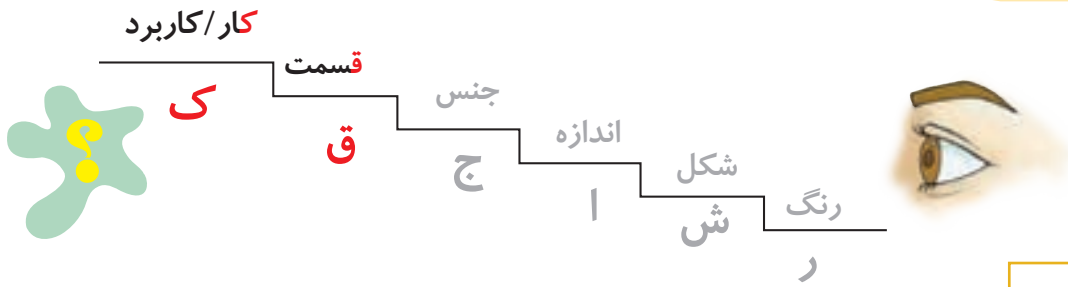 کار/کاربرد
ک
قسمت
ق
جنس
ج
اندازه
ا
شکل
ش
رنگ
ر
؟